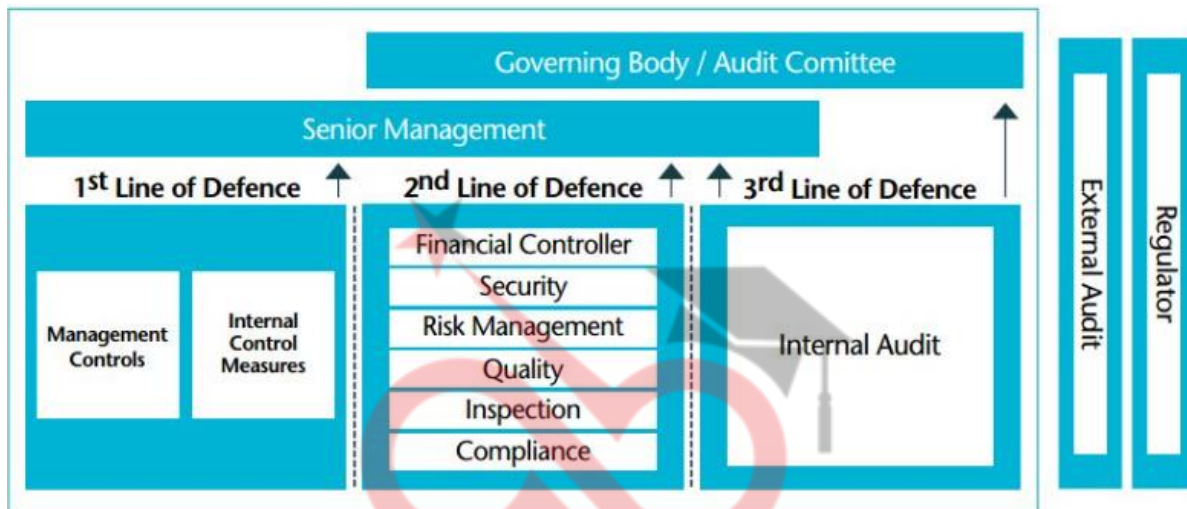 Governing Body / Audit Comittee
Senior Management
1st Line of Defence
2nd Line of Defence
3rd Line of Defence
Management
Controls
Internal
Control
Measures
Financial Controller
Security
Risk Management
Quality
Inspection
Compliance
Internal Audit
External Audit
Regulator